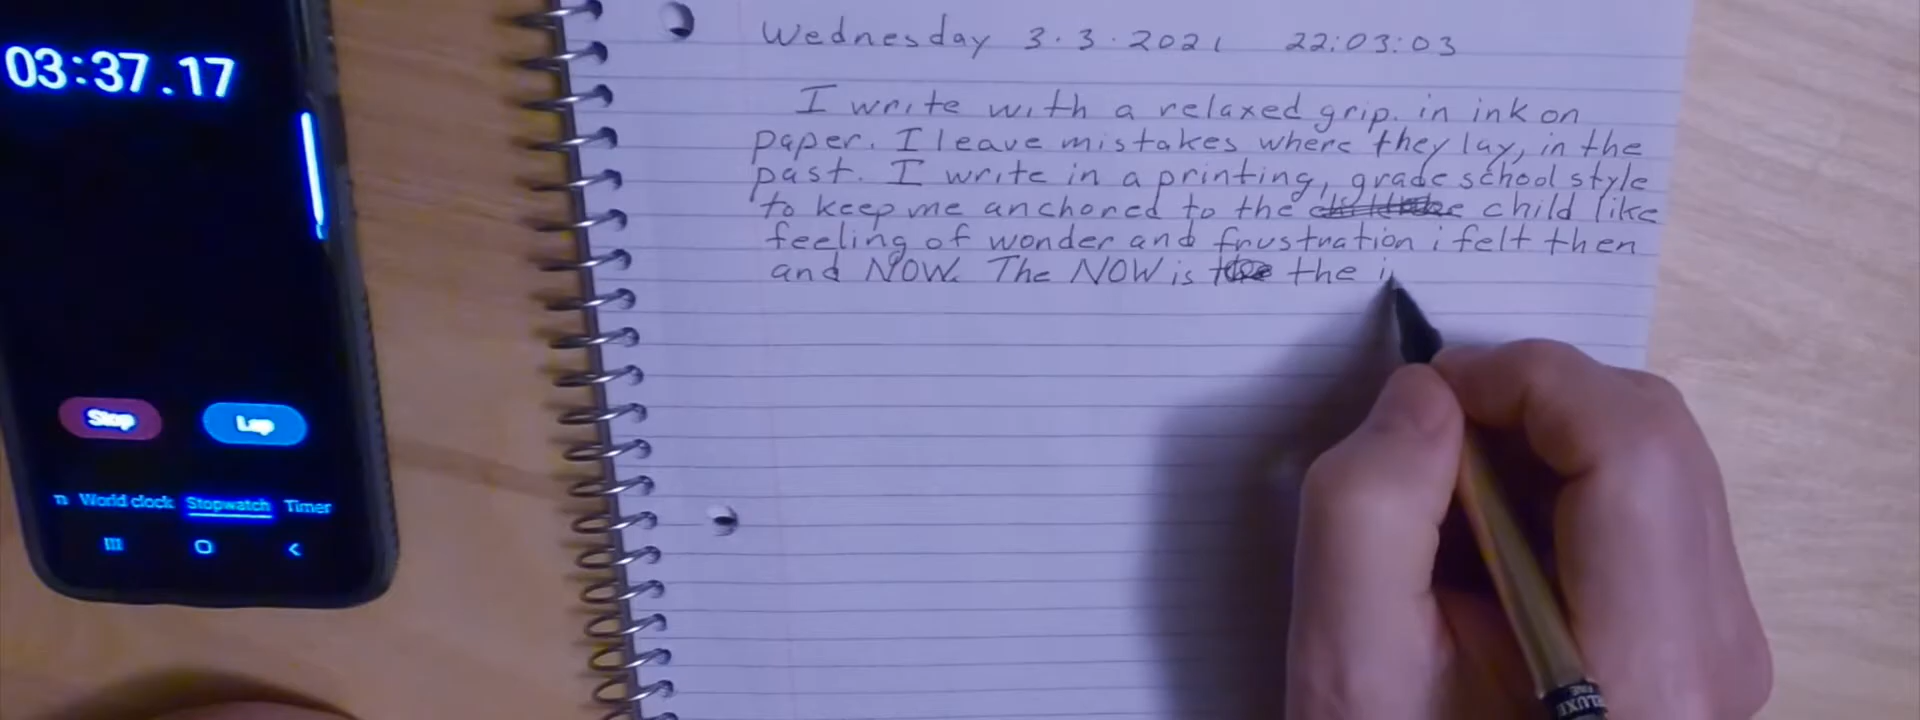 03:37.17
Stop Lap
World clock Stopwatch Timer
Wednesday 3.3.2021 22:03:03
I write with a relaxed grip. in ink on
paper. I leave mistakes where they lay, in the
past. I write in a printing, grade school style
to keep me anchored to the child like
feeling of wonder and frustration i felt then
and NOW. The NOW is the i